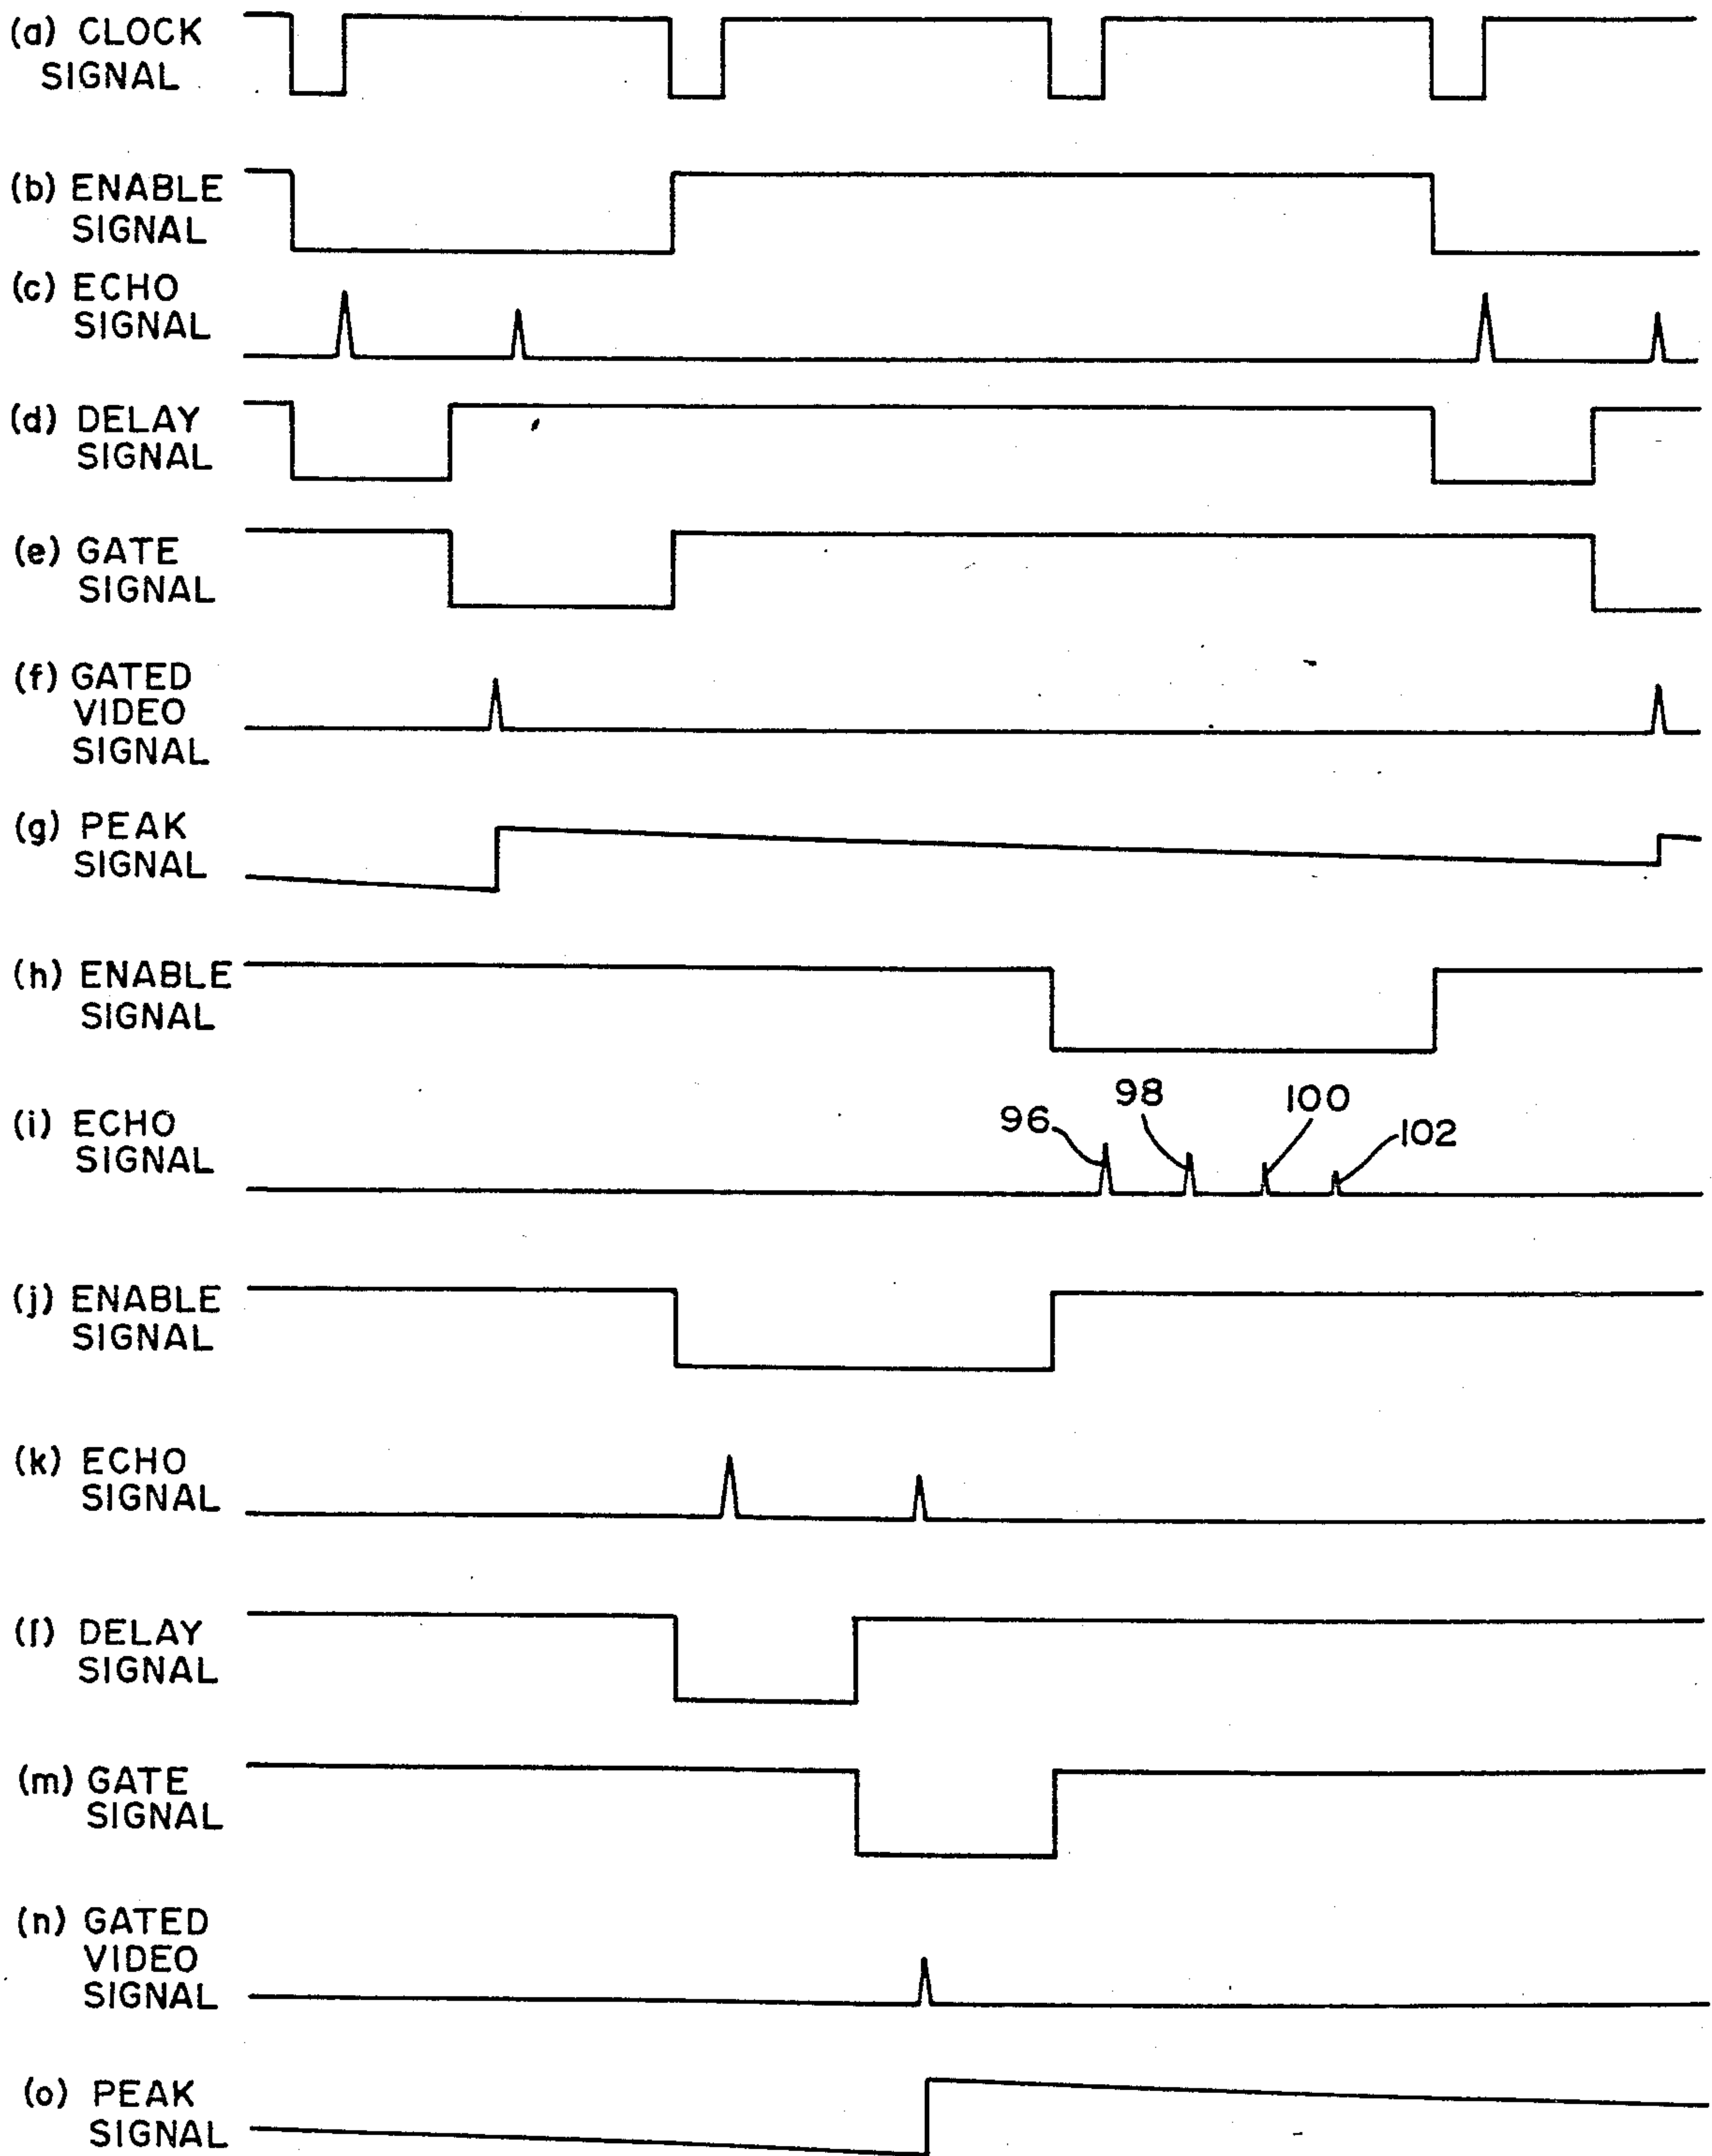 (a) CLOCK
SIGNAL
(b) ENABLE
SIGNAL
(c) ECHO
SIGNAL
(d) DELAY
SIGNAL
(e) GATE
SIGNAL
(f) GATED
VIDEO
SIGNAL
(g) PEAK
SIGNAL
(h) ENABLE
SIGNAL
(i) ECHO
SIGNAL
96
98
100
102
(j) ENABLE
SIGNAL
(k) ECHO
SIGNAL
(l) DELAY
SIGNAL
(m) GATE
SIGNAL
(n) GATED
VIDEO
SIGNAL
(o) PEAK
SIGNAL